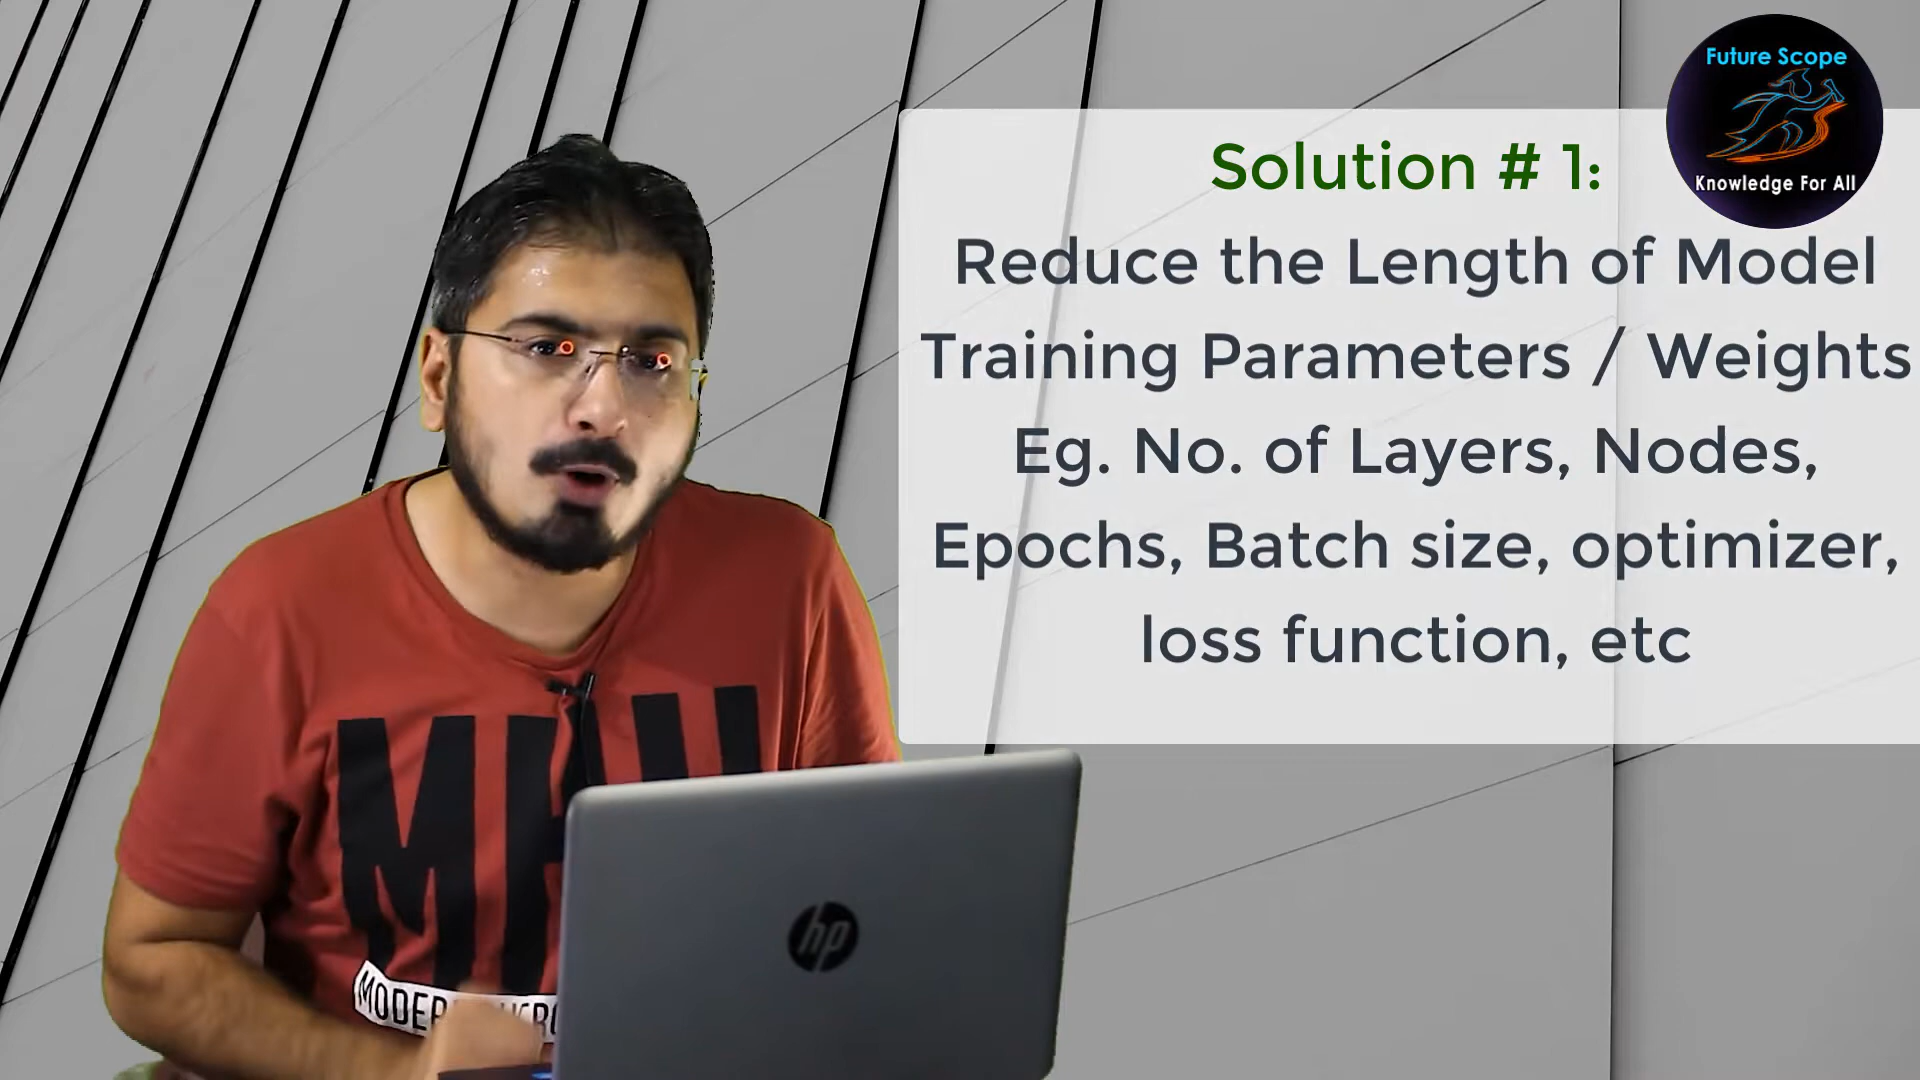 Future Scope
Knowledge For All
Solution # 1:
Reduce the Length of Model
Training Parameters / Weights
Eg. No. of Layers, Nodes,
Epochs, Batch size, optimizer,
loss function, etc
hp